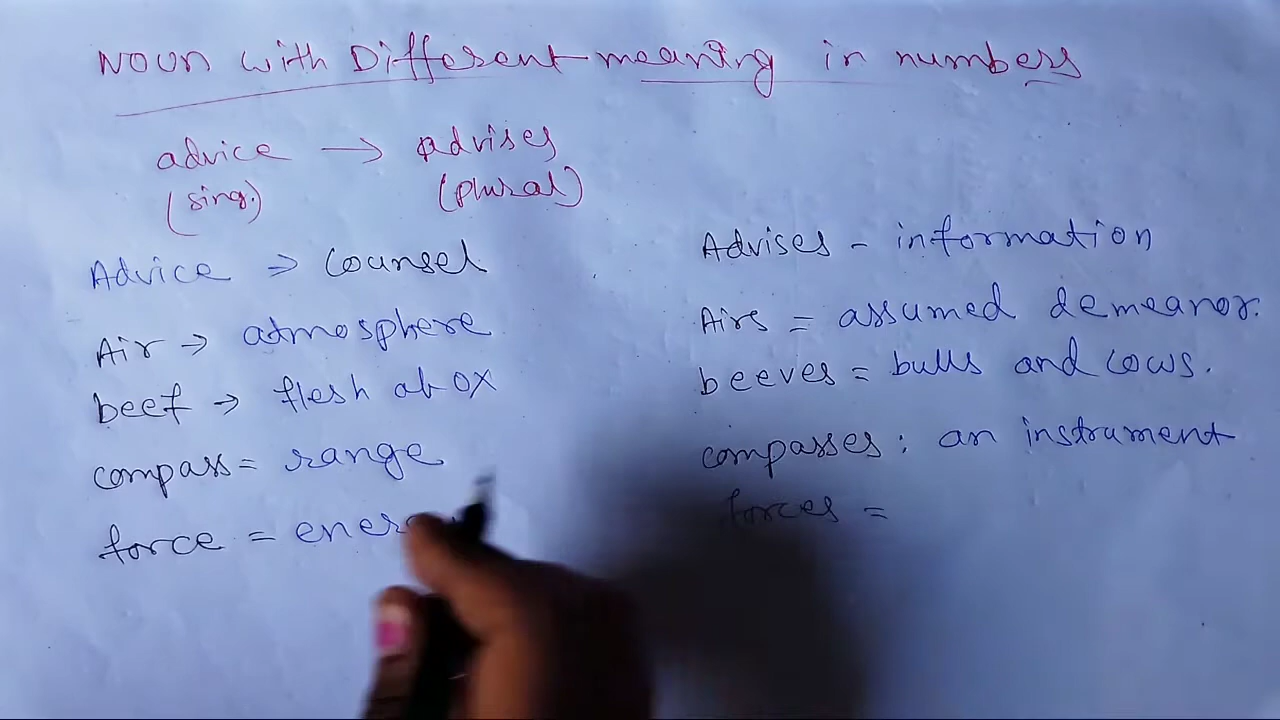 Noun with Different meaning in numbers
advice → advises
(sing.) (plural)
Advice ⇒ Counsel
Advises - information
Air → atmosphere
Airs = assumed demeanor.
beef → flesh of ox
beeves = bulls and cows.
compass = range
compasses : an instrument
force =
forces =